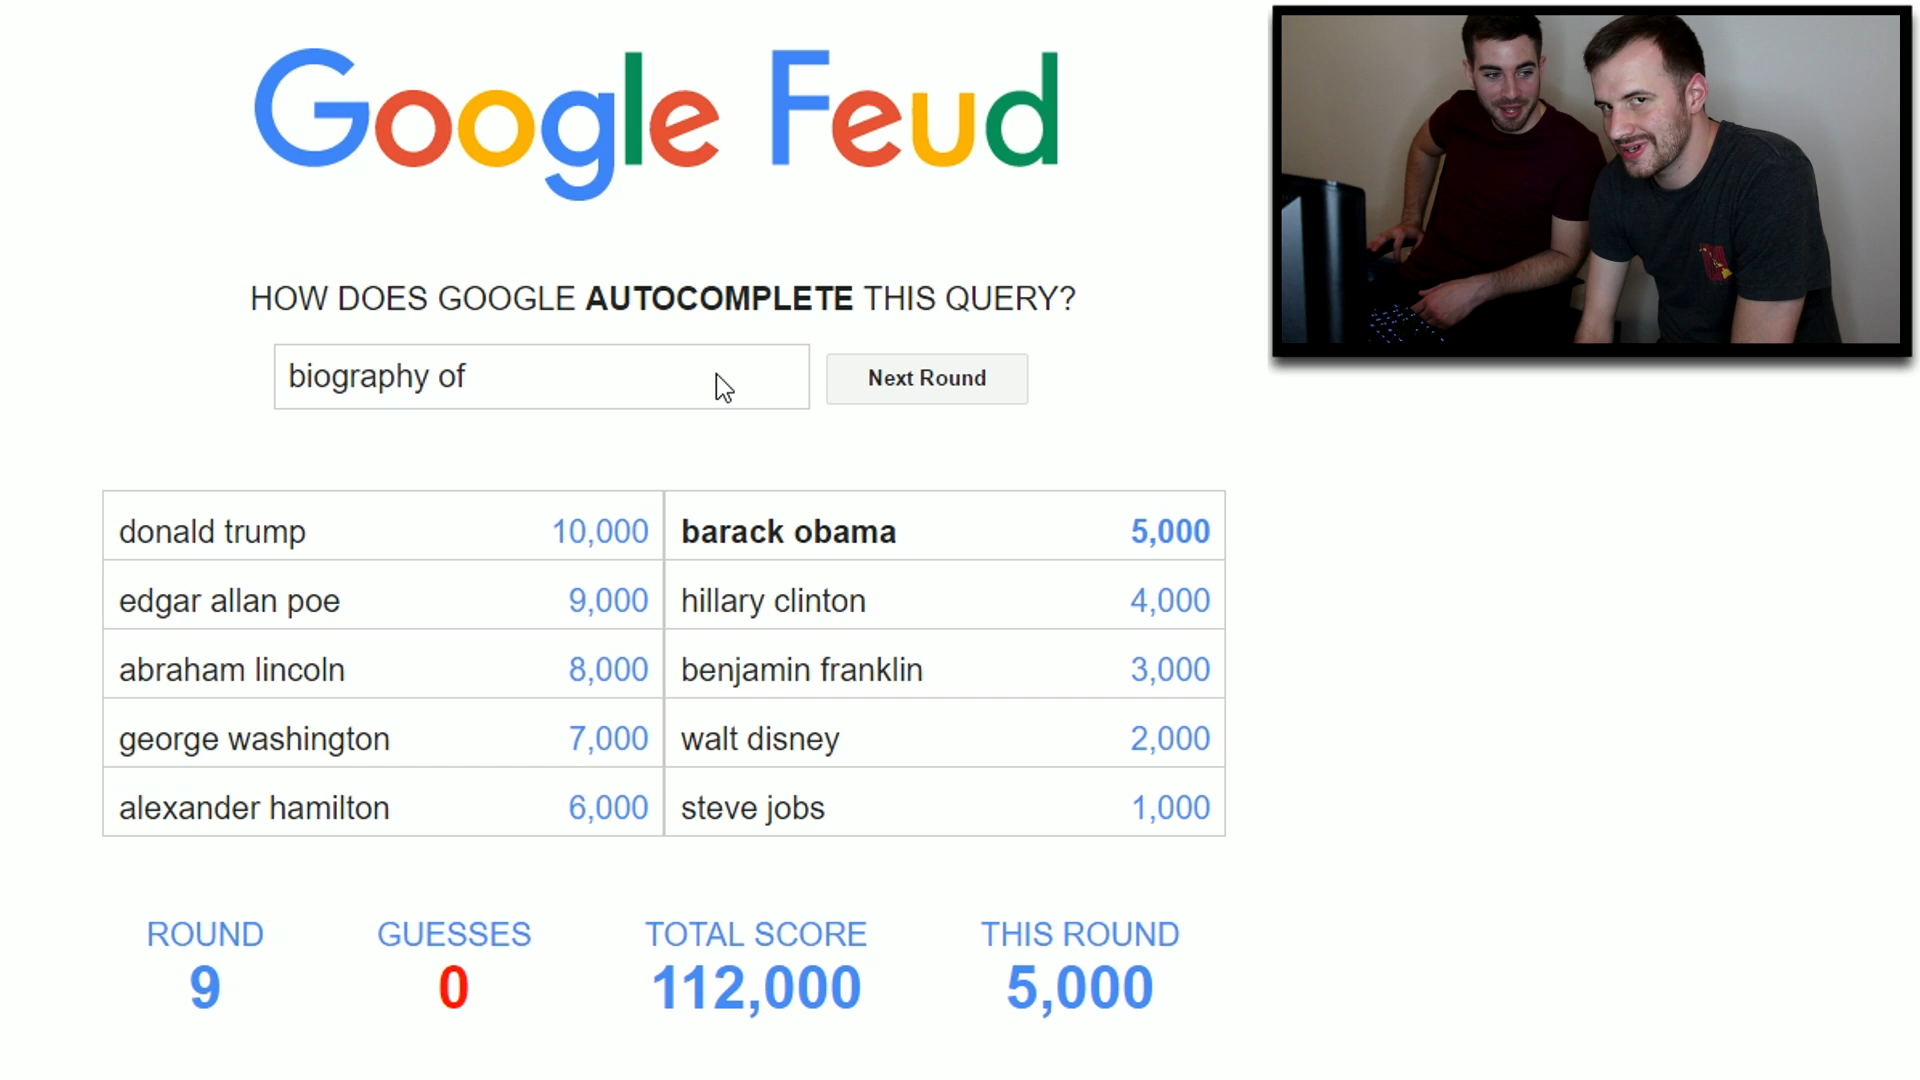 Google Feud
HOW DOES GOOGLE AUTOCOMPLETE THIS QUERY?
biography of
Next Round
donald trump 10,000 barack obama 5,000
edgar allan poe 9,000 hillary clinton 4,000
abraham lincoln 8,000 benjamin franklin 3,000
george washington 7,000 walt disney 2,000
alexander hamilton 6,000 steve jobs 1,000
ROUND GUESSES TOTAL SCORE THIS ROUND
9 0 112,000 5,000